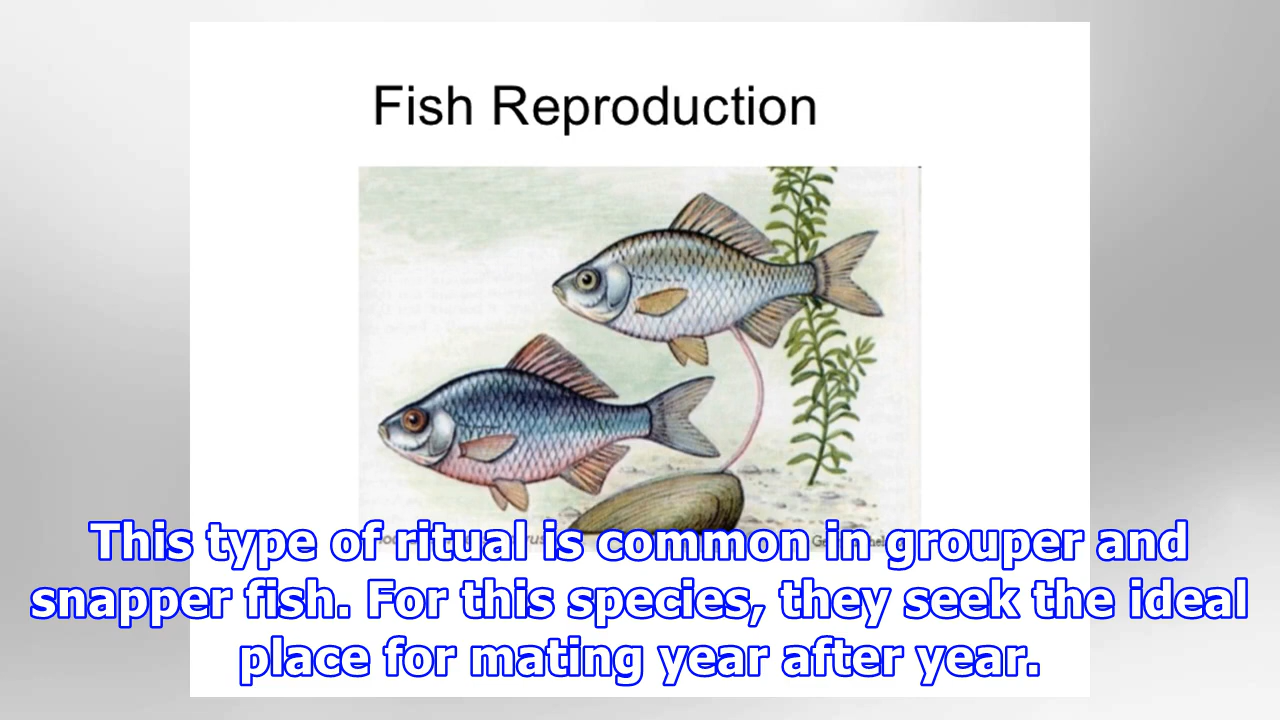 Fish Reproduction
This type of ritual is common in grouper and
snapper fish. For this species, they seek the ideal
place for mating year after year.